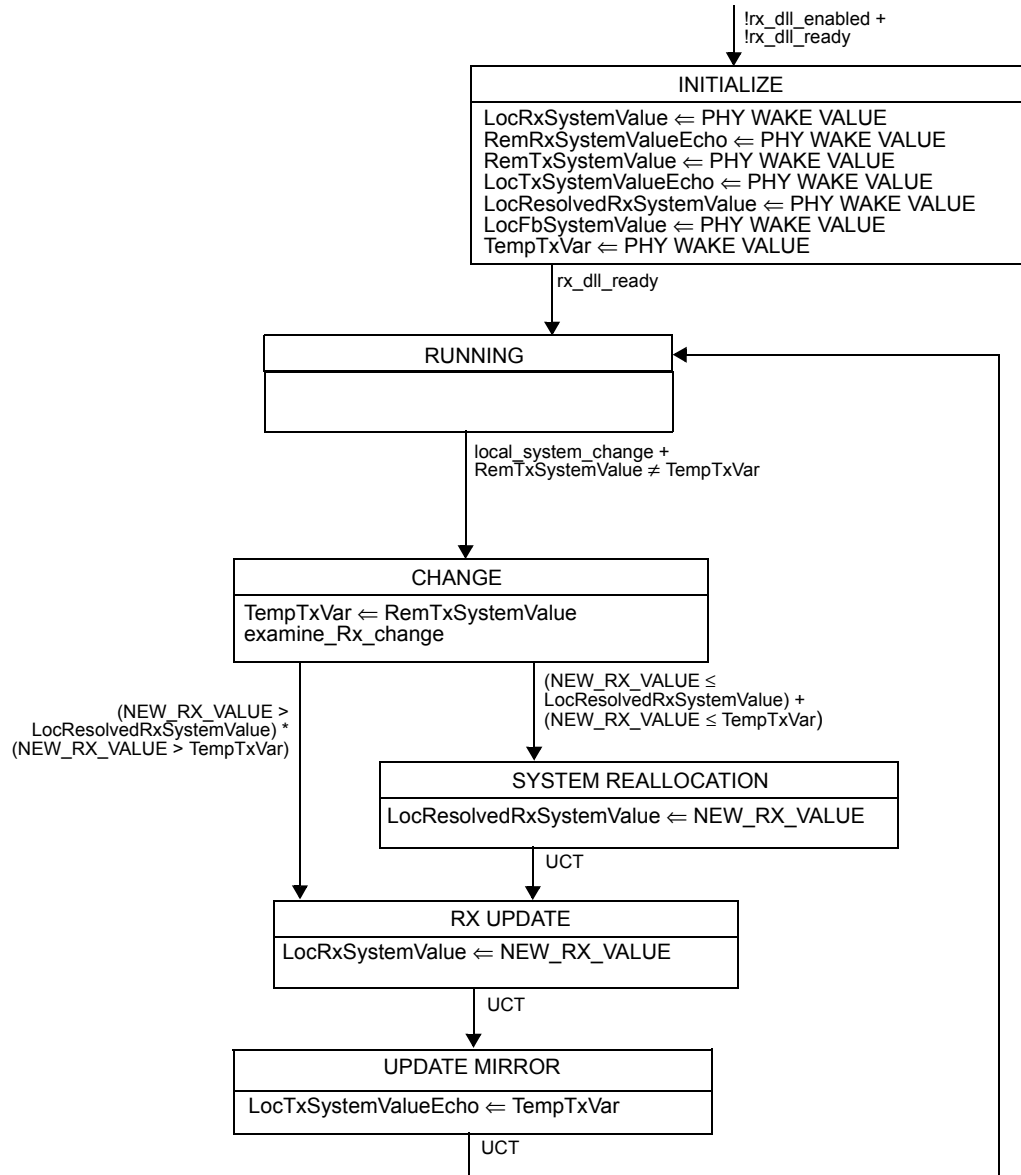 !rx_dll_enabled +
!rx_dll_ready
INITIALIZE
LocRxSystemValue ⇐ PHY WAKE VALUE
RemRxSystemValueEcho ⇐ PHY WAKE VALUE
RemTxSystemValue ⇐ PHY WAKE VALUE
LocTxSystemValueEcho ⇐ PHY WAKE VALUE
LocResolvedRxSystemValue ⇐ PHY WAKE VALUE
LocFbSystemValue ⇐ PHY WAKE VALUE
TempTxVar ⇐ PHY WAKE VALUE
rx_dll_ready
RUNNING
local_system_change +
RemTxSystemValue ≠ TempTxVar
CHANGE
TempTxVar ⇐ RemTxSystemValue
examine_Rx_change
(NEW_RX_VALUE >
LocResolvedRxSystemValue) *
(NEW_RX_VALUE > TempTxVar)
(NEW_RX_VALUE ≤
LocResolvedRxSystemValue) +
(NEW_RX_VALUE ≤ TempTxVar)
SYSTEM REALLOCATION
LocResolvedRxSystemValue ⇐ NEW_RX_VALUE
UCT
RX UPDATE
LocRxSystemValue ⇐ NEW_RX_VALUE
UCT
UPDATE MIRROR
LocTxSystemValueEcho ⇐ TempTxVar
UCT